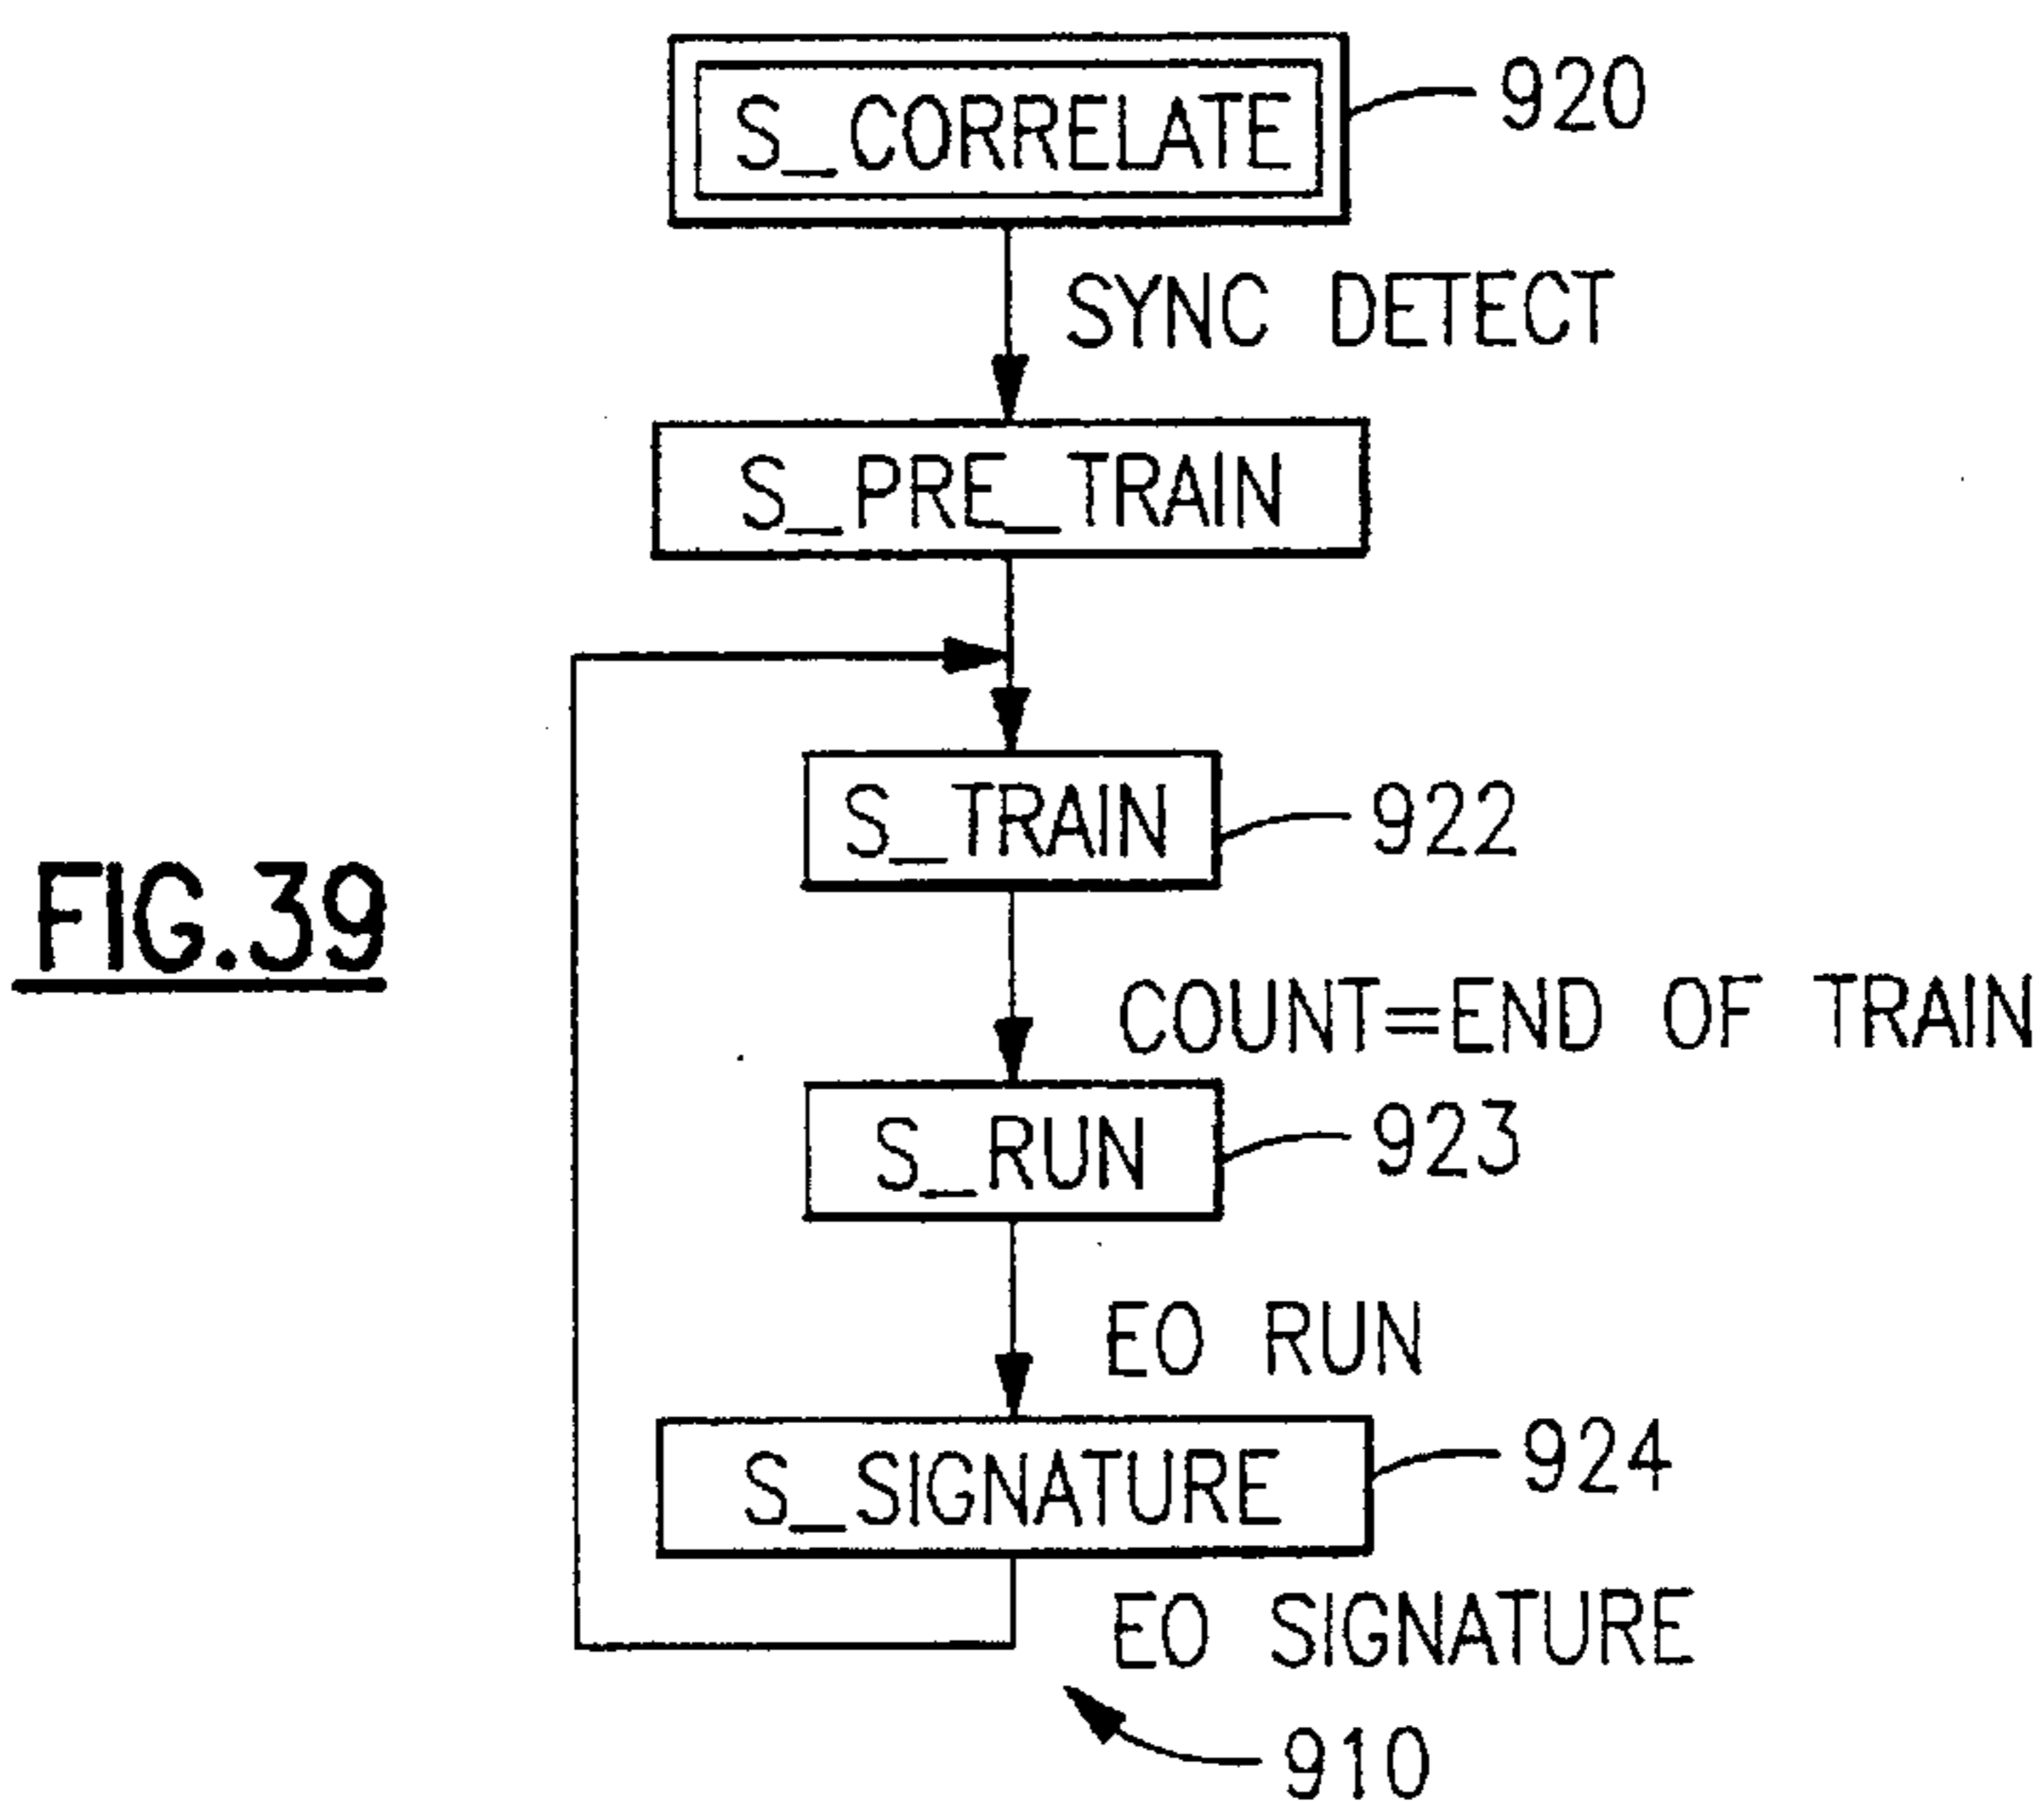 S_CORRELATE
920
SYNC DETECT
S_PRE_TRAIN
S_TRAIN
922
FIG.39
COUNT=END OF TRAIN
S_RUN
923
EO RUN
S_SIGNATURE
924
EO SIGNATURE
910